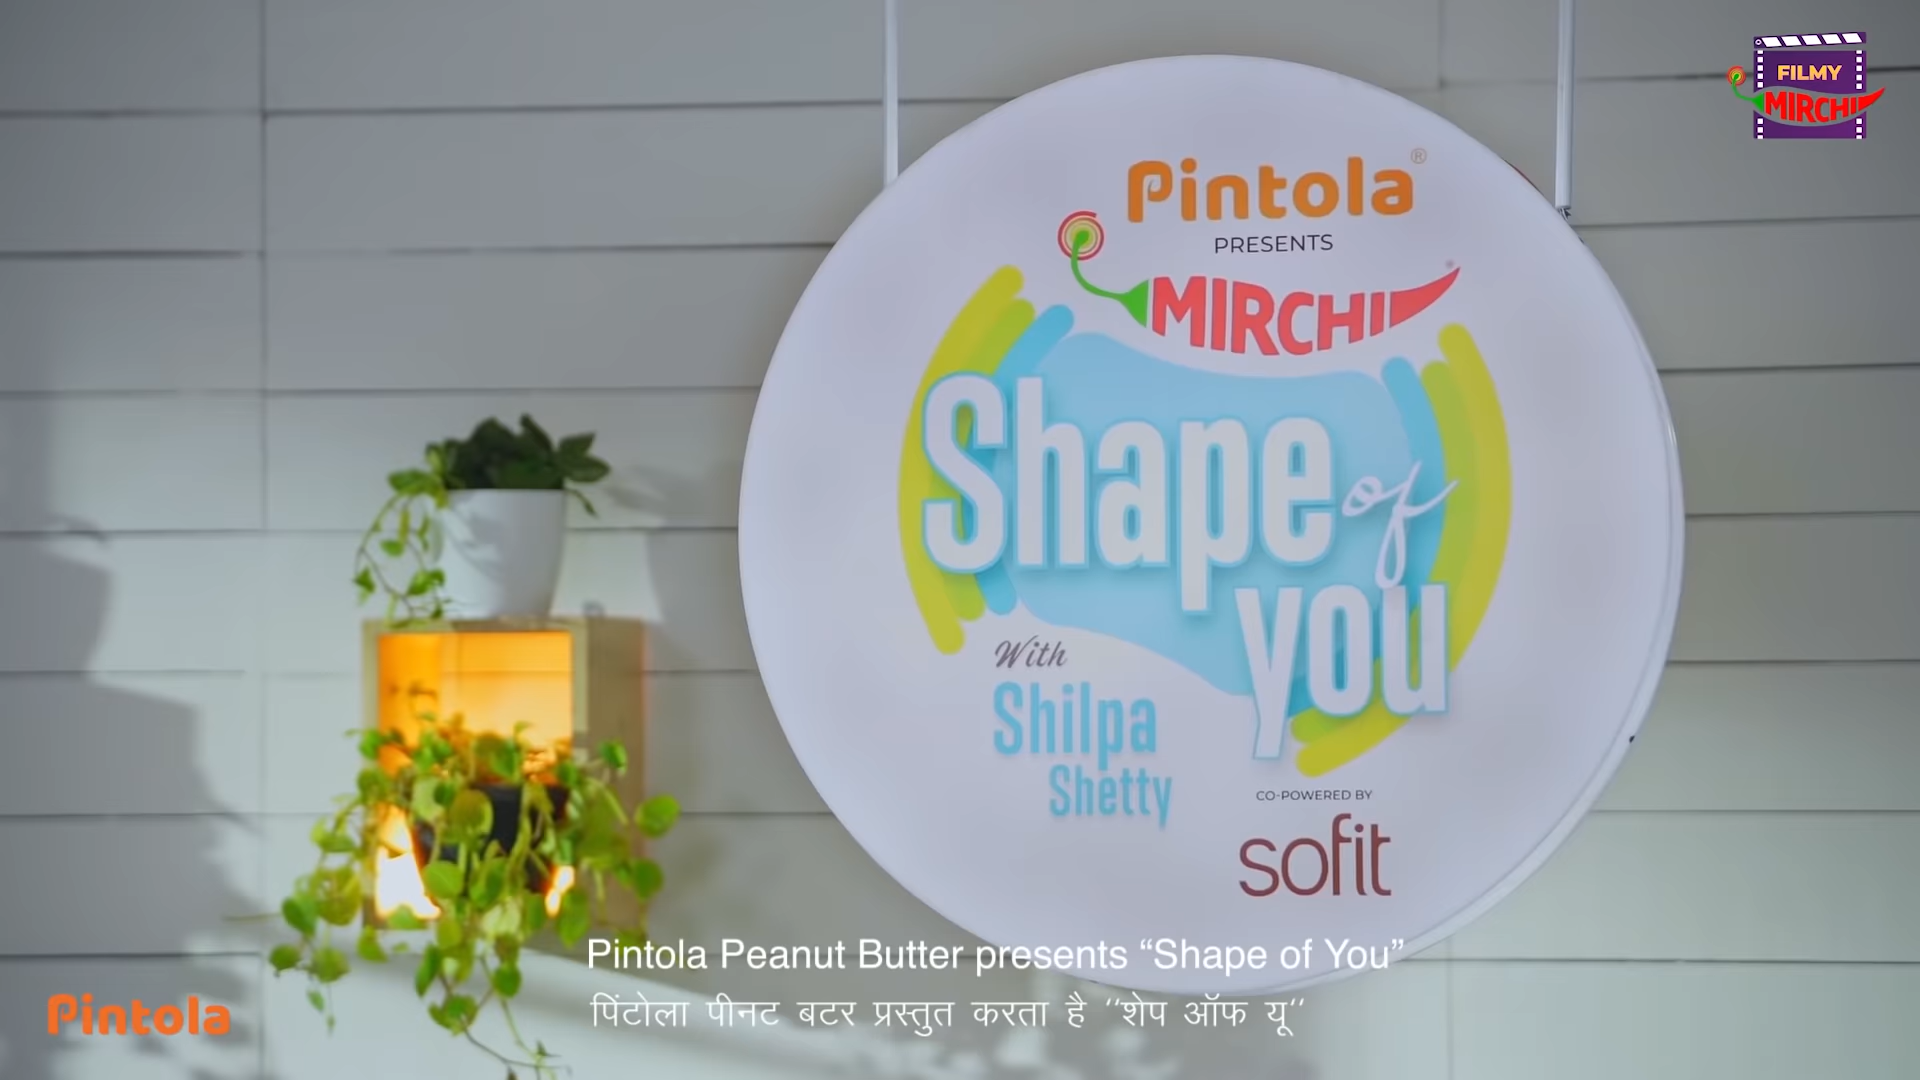 FILMY
MIRCHI
Pintola®
PRESENTS
MIRCHI
Shape of
you
With
Shilpa
Shetty
CO-POWERED BY
sofit
Pintola Peanut Butter presents “Shape of You”
पिंटोला पीनट बटर प्रस्तुत करता है ‘‘शेप ऑफ यू‘‘
Pintola